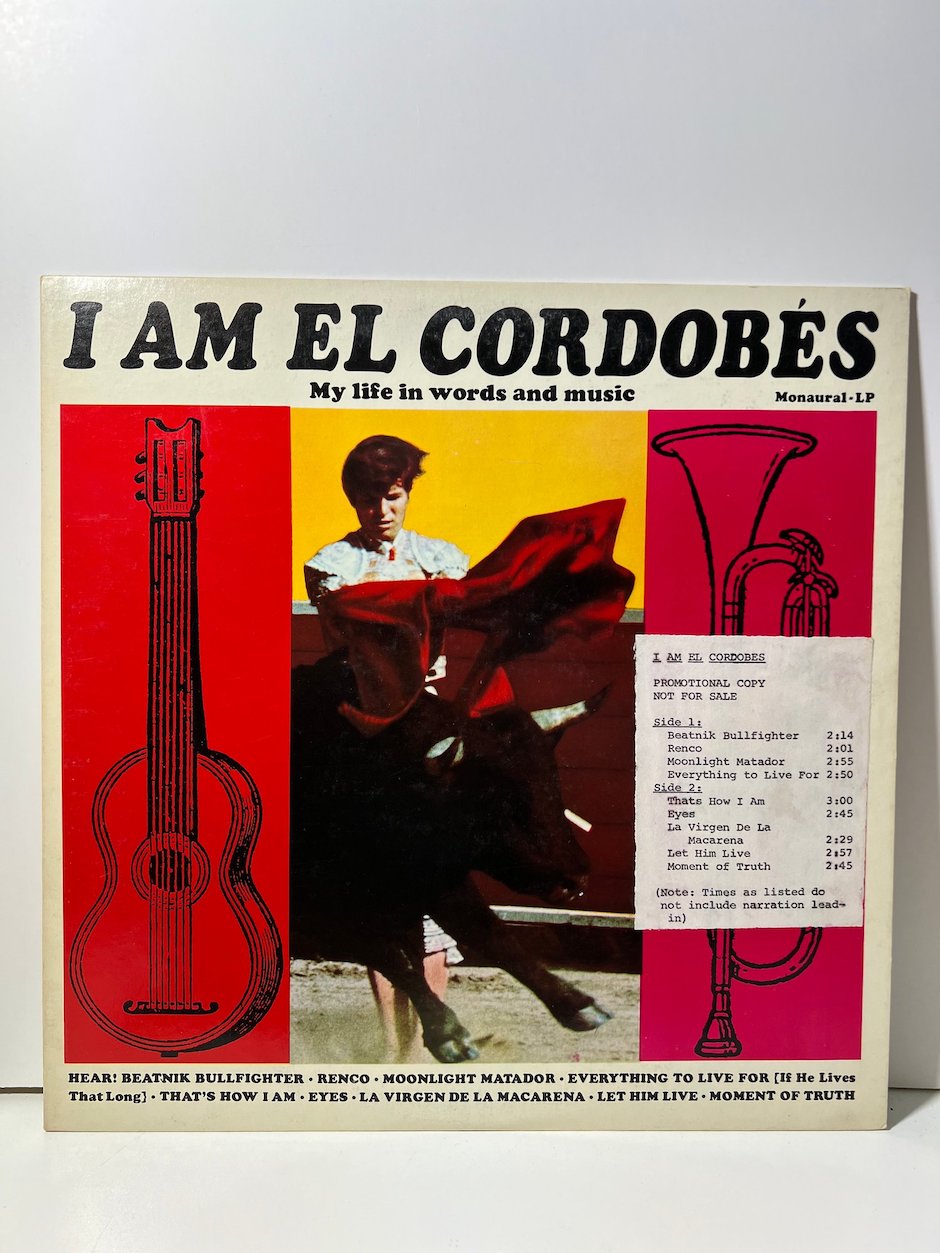 I AM EL CORDOBÉS
My life in words and music
Monaural·LP
I AM EL CORDOBES
PROMOTIONAL COPY
NOT FOR SALE
Side 1:
Beatnik Bullfighter 2:14
Renco 2:01
Moonlight Matador 2:55
Everything to Live For 2:50
Side 2:
Thats How I Am 3:00
Eyes 2:45
La Virgen De La
Macarena 2:29
Let Him Live 2:57
Moment of Truth 2:45
(Note: Times as listed do
not include narration lead-
in)
HEAR! BEATNIK BULLFIGHTER · RENCO · MOONLIGHT MATADOR · EVERYTHING TO LIVE FOR [If He Lives
That Long] · THAT'S HOW I AM · EYES · LA VIRGEN DE LA MACARENA · LET HIM LIVE · MOMENT OF TRUTH